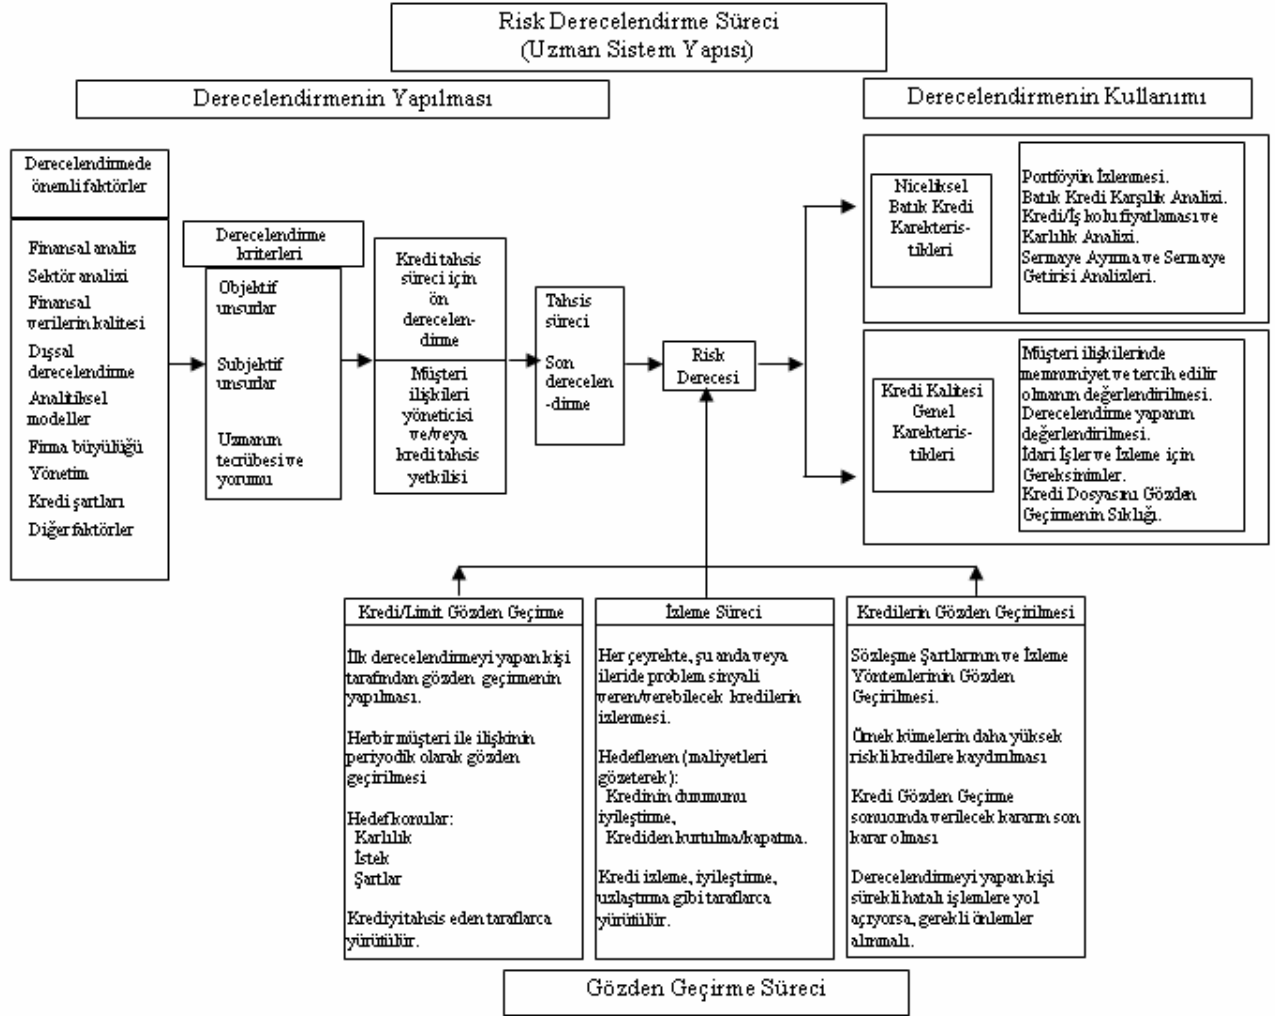 Risk Derecelendirme Süreci
(Uzman Sistem Yapısı)
Derecelendirmenin Yapılması
Derecelendirmenin Kullanımı
Derecelendirmede
önemli faktörler
Finansal analiz
Sektör analizi
Finansal
verilerin kalitesi
Dışsal
derecelendirme
Analitiksel
modeller
Firma büyülüğü
Yönetim
Kredi şartları
Diğer faktörler
Derecelendirme
kriterleri
Objektif
unsurlar
Subjektif
unsurlar
Uzmanın
tecrübesi ve
yorumu
Kredi tahsis
süreci için
ön
derecelen-
dirme
Müşteri
ilişkileri
yöneticisi
ve/veya
kredi tahsis
yetkilisi
Tahsis
süreci
Son
derecelen
-dirme
Risk
Derecesi
Niceliksel
Batık Kredi
Karekteris-
tikleri
Portföyün İzlenmesi.
Batık Kredi Karşılık Analizi.
Kredi/İş kolu fiyatlaması ve
Karlılık Analizi.
Sermaye Ayırma ve Sermaye
Getirisi Analizleri.
Kredi Kalitesi
Genel
Karekteris-
tikleri
Müşteri ilişkilerinde
memnuniyet ve tercih edilir
olmanın değerlendirilmesi.
Derecelendirme yapanın
değerlendirilmesi.
İdari İşler ve İzleme için
Gereksinimler.
Kredi Dosyasını Gözden
Geçirmenin Sıklığı.
Kredi/Limit Gözden Geçirme
İlk derecelendirmeyi yapan kişi
tarafından gözden geçirmenin
yapılması.
Herbir müşteri ile ilişkinin
periyodik olarak gözden
geçirilmesi
Hedef konular:
Karlılık
İstek
Şartlar
Krediyi tahsis eden taraflarca
yürütülür.
İzleme Süreci
Her çeyrekte, şu anda veya
ileride problem sinyali
veren/verebilecek kredilerin
izlenmesi.
Hedeflenen (maliyetleri
gözeterek):
Kredinin durumunu
iyileştirme,
Krediden kurtulma/kapatma.
Kredi izleme, iyileştirme,
uzlaştırma gibi taraflarca
yürütülür.
Kredilerin Gözden Geçirilmesi
Sözleşme Şartlarının ve İzleme
Yöntemlerinin Gözden
Geçirilmesi.
Örnek kümelerin daha yüksek
riskli kredilere kaydırılması
Kredi Gözden Geçirme
sonucunda verilecek kararın son
karar olması
Derecelendirmeyi yapan kişi
sürekli hatalı işlemlere yol
açıyorsa, gerekli önlemler
alınmalı.
Gözden Geçirme Süreci